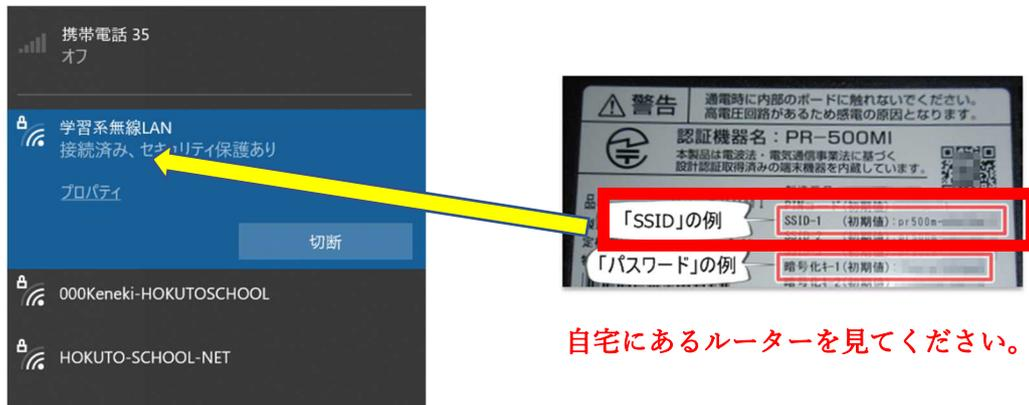 携帯電話 35
オフ
学習系無線LAN
接続済み、セキュリティ保護あり
プロパティ
切断
000Keneki-HOKUTOSCHOOL
HOKUTO-SCHOOL-NET
警告
通電時に内部のボードに触れないでください。
高電圧回路があるため感電の原因となります。
認証機器名：PR-500MI
本製品は電波法・電気通信事業法に基づく
設計認証取得済みの端末機器を内蔵しています。
「SSID」の例
SSID-1 （初期値）：pr500m-
「パスワード」の例
暗号化キー1（初期値）：
自宅にあるルーターを見てください。